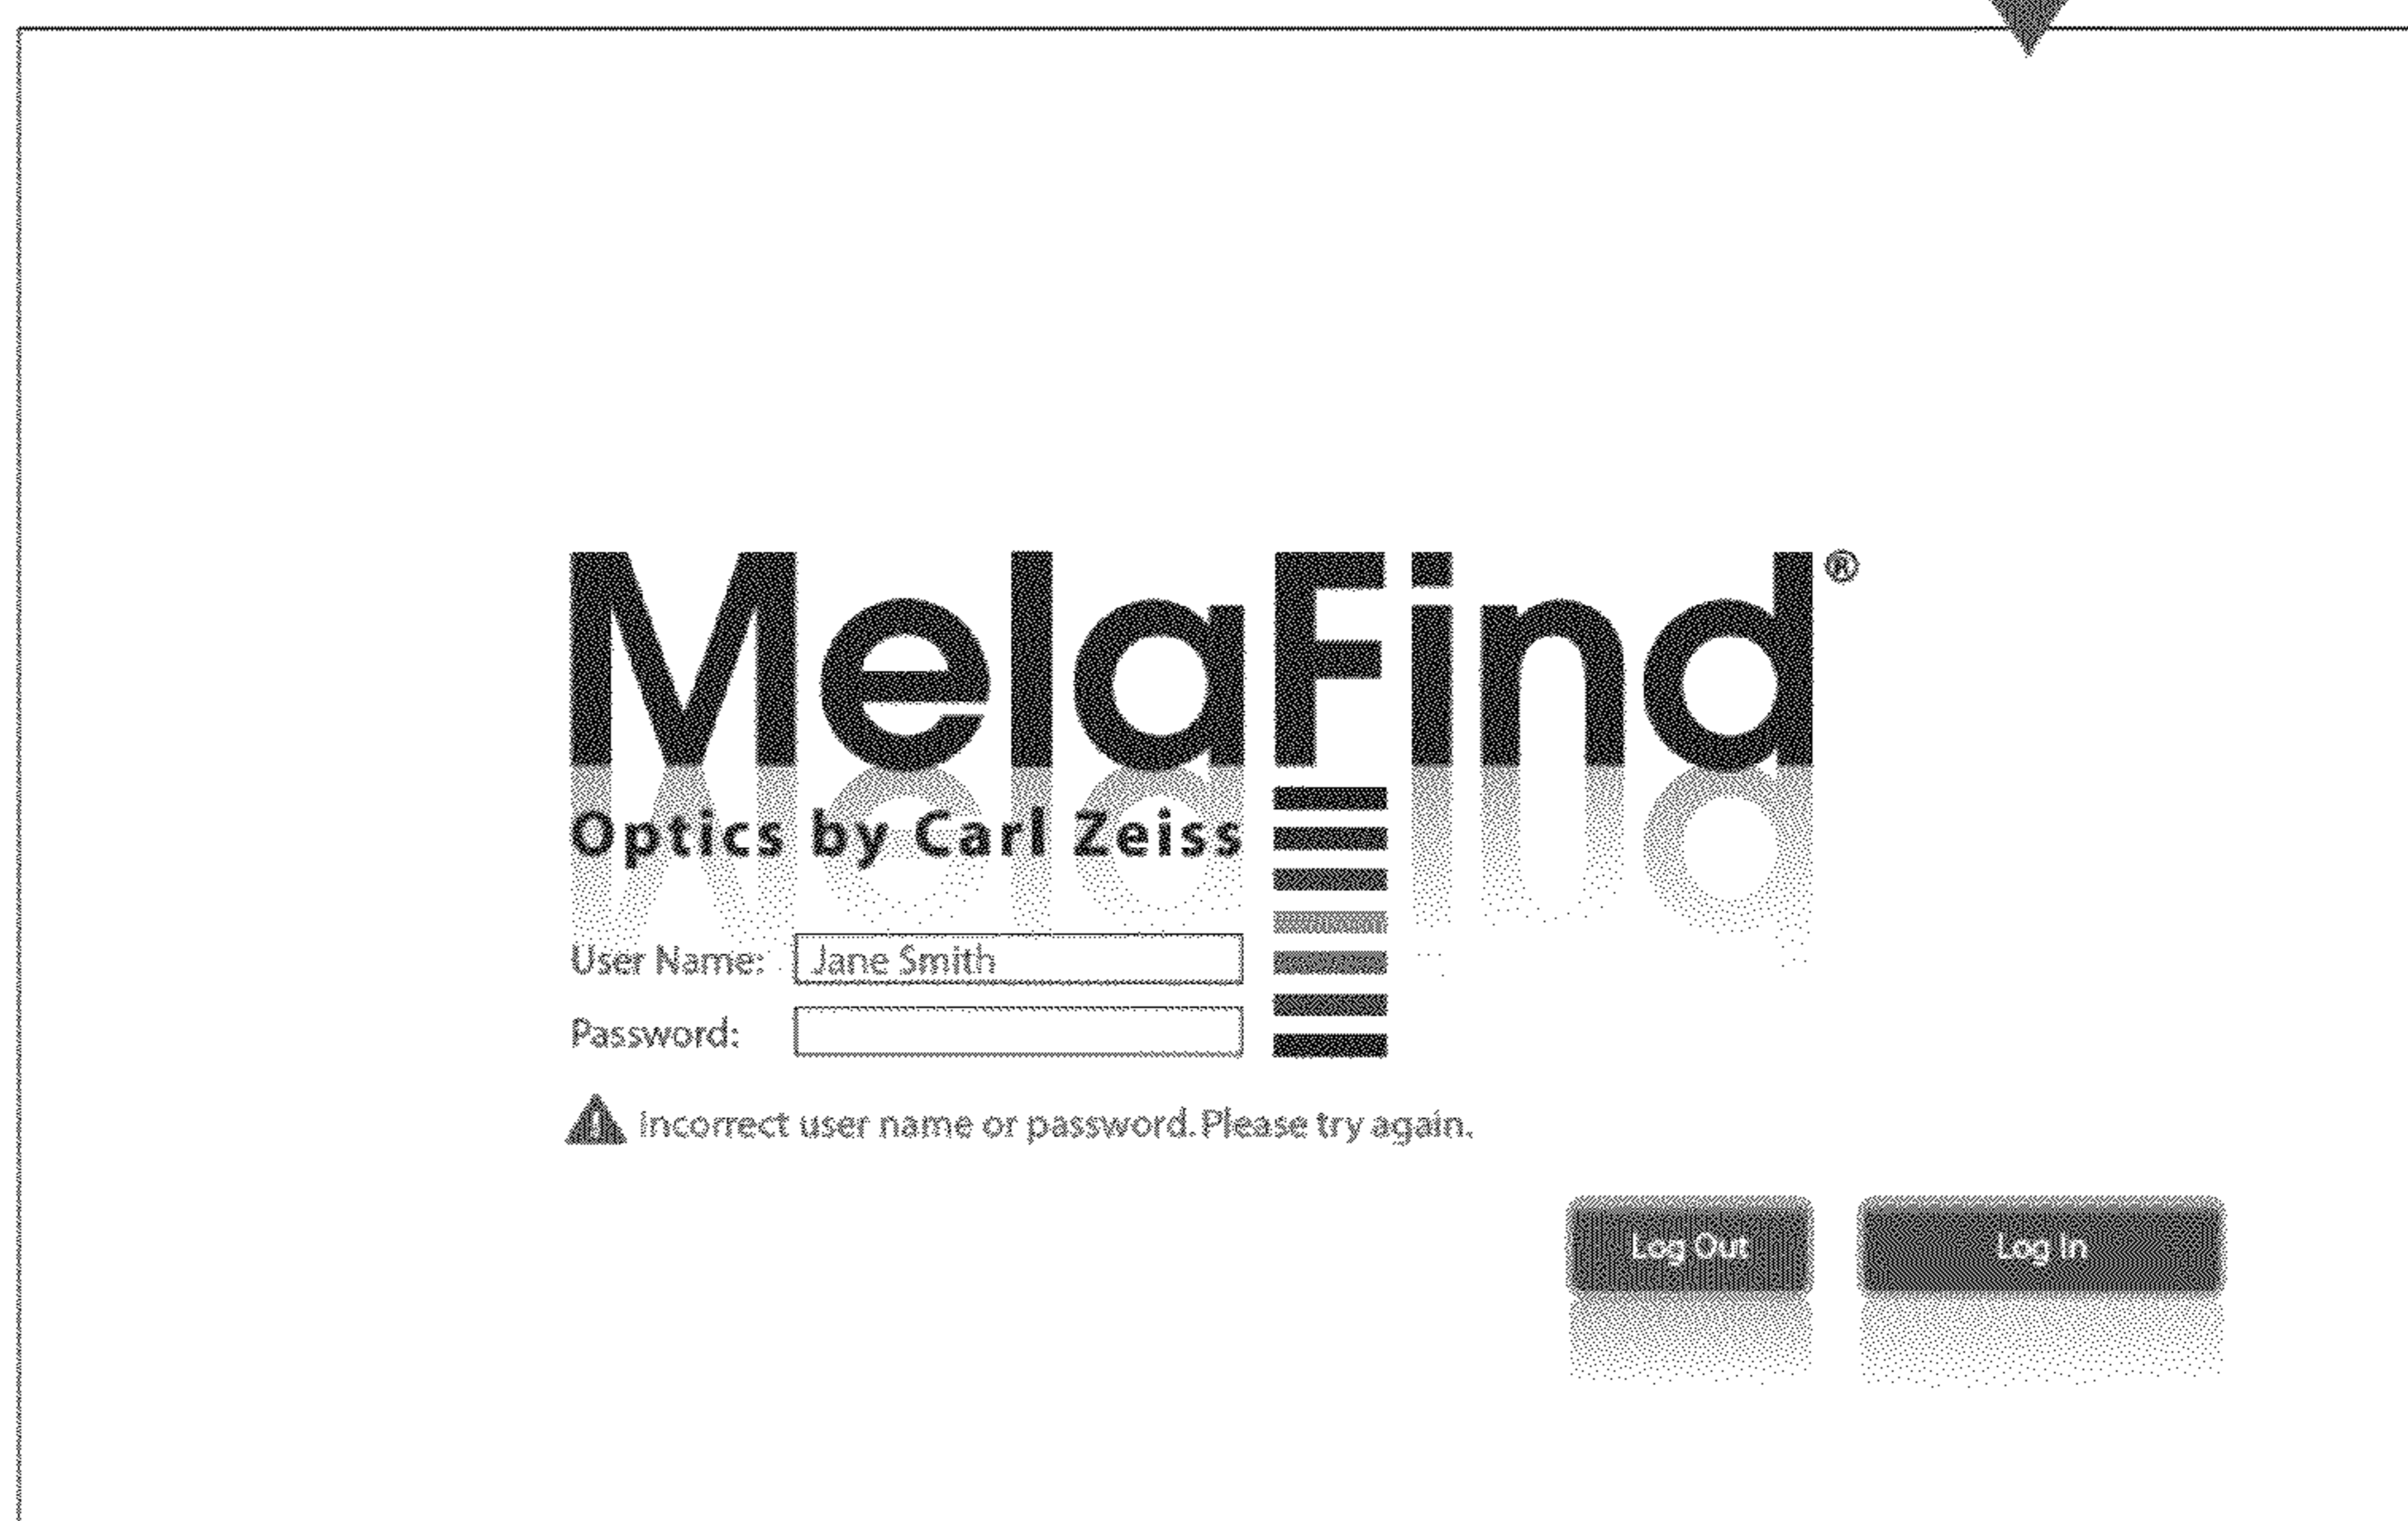 MelaFind®
Optics by Carl Zeiss
User Name: Jane Smith
Password:
Incorrect user name or password. Please try again.
Log Out Log In